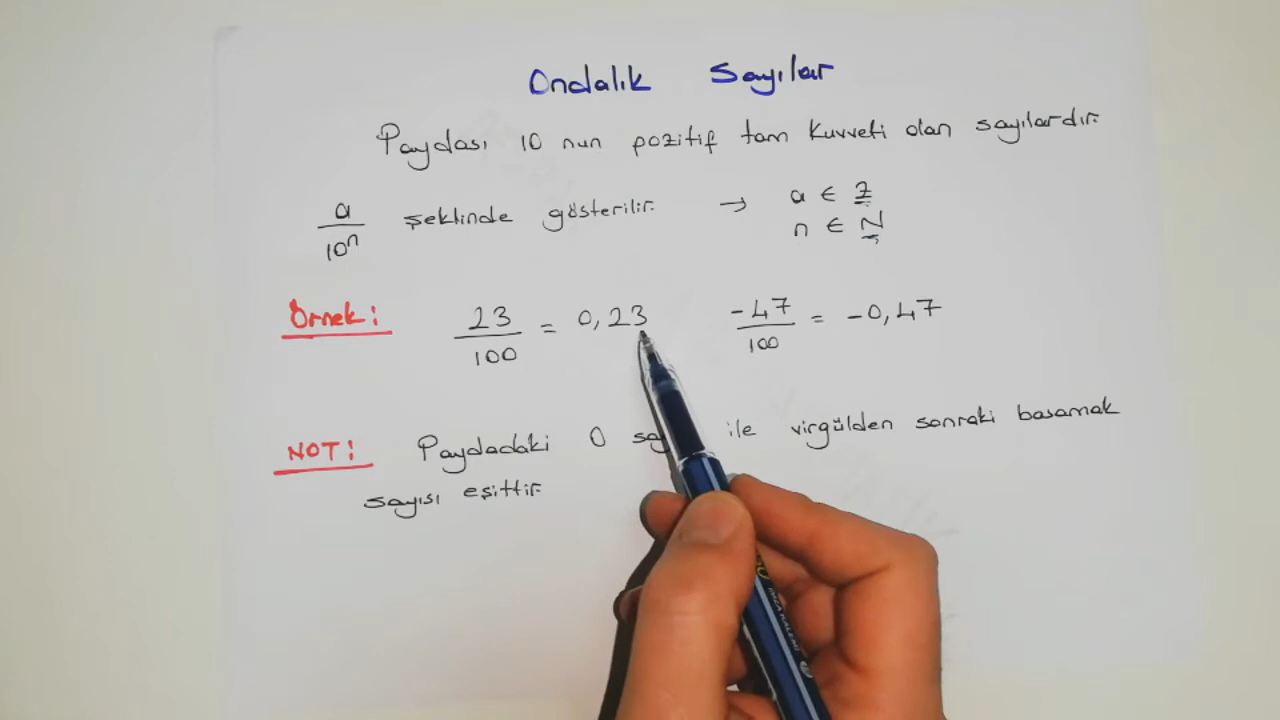 Ondalık Sayılar
Paydası 10 nun pozitif tam kuvveti olan sayılardır.
a/10ⁿ şeklinde gösterilir. → a ∈ Z
n ∈ N
Örnek: 23/100 = 0,23 -47/100 = -0,47
NOT: Paydadaki 0 ile virgülden sonraki basamak
sayısı eşittir.